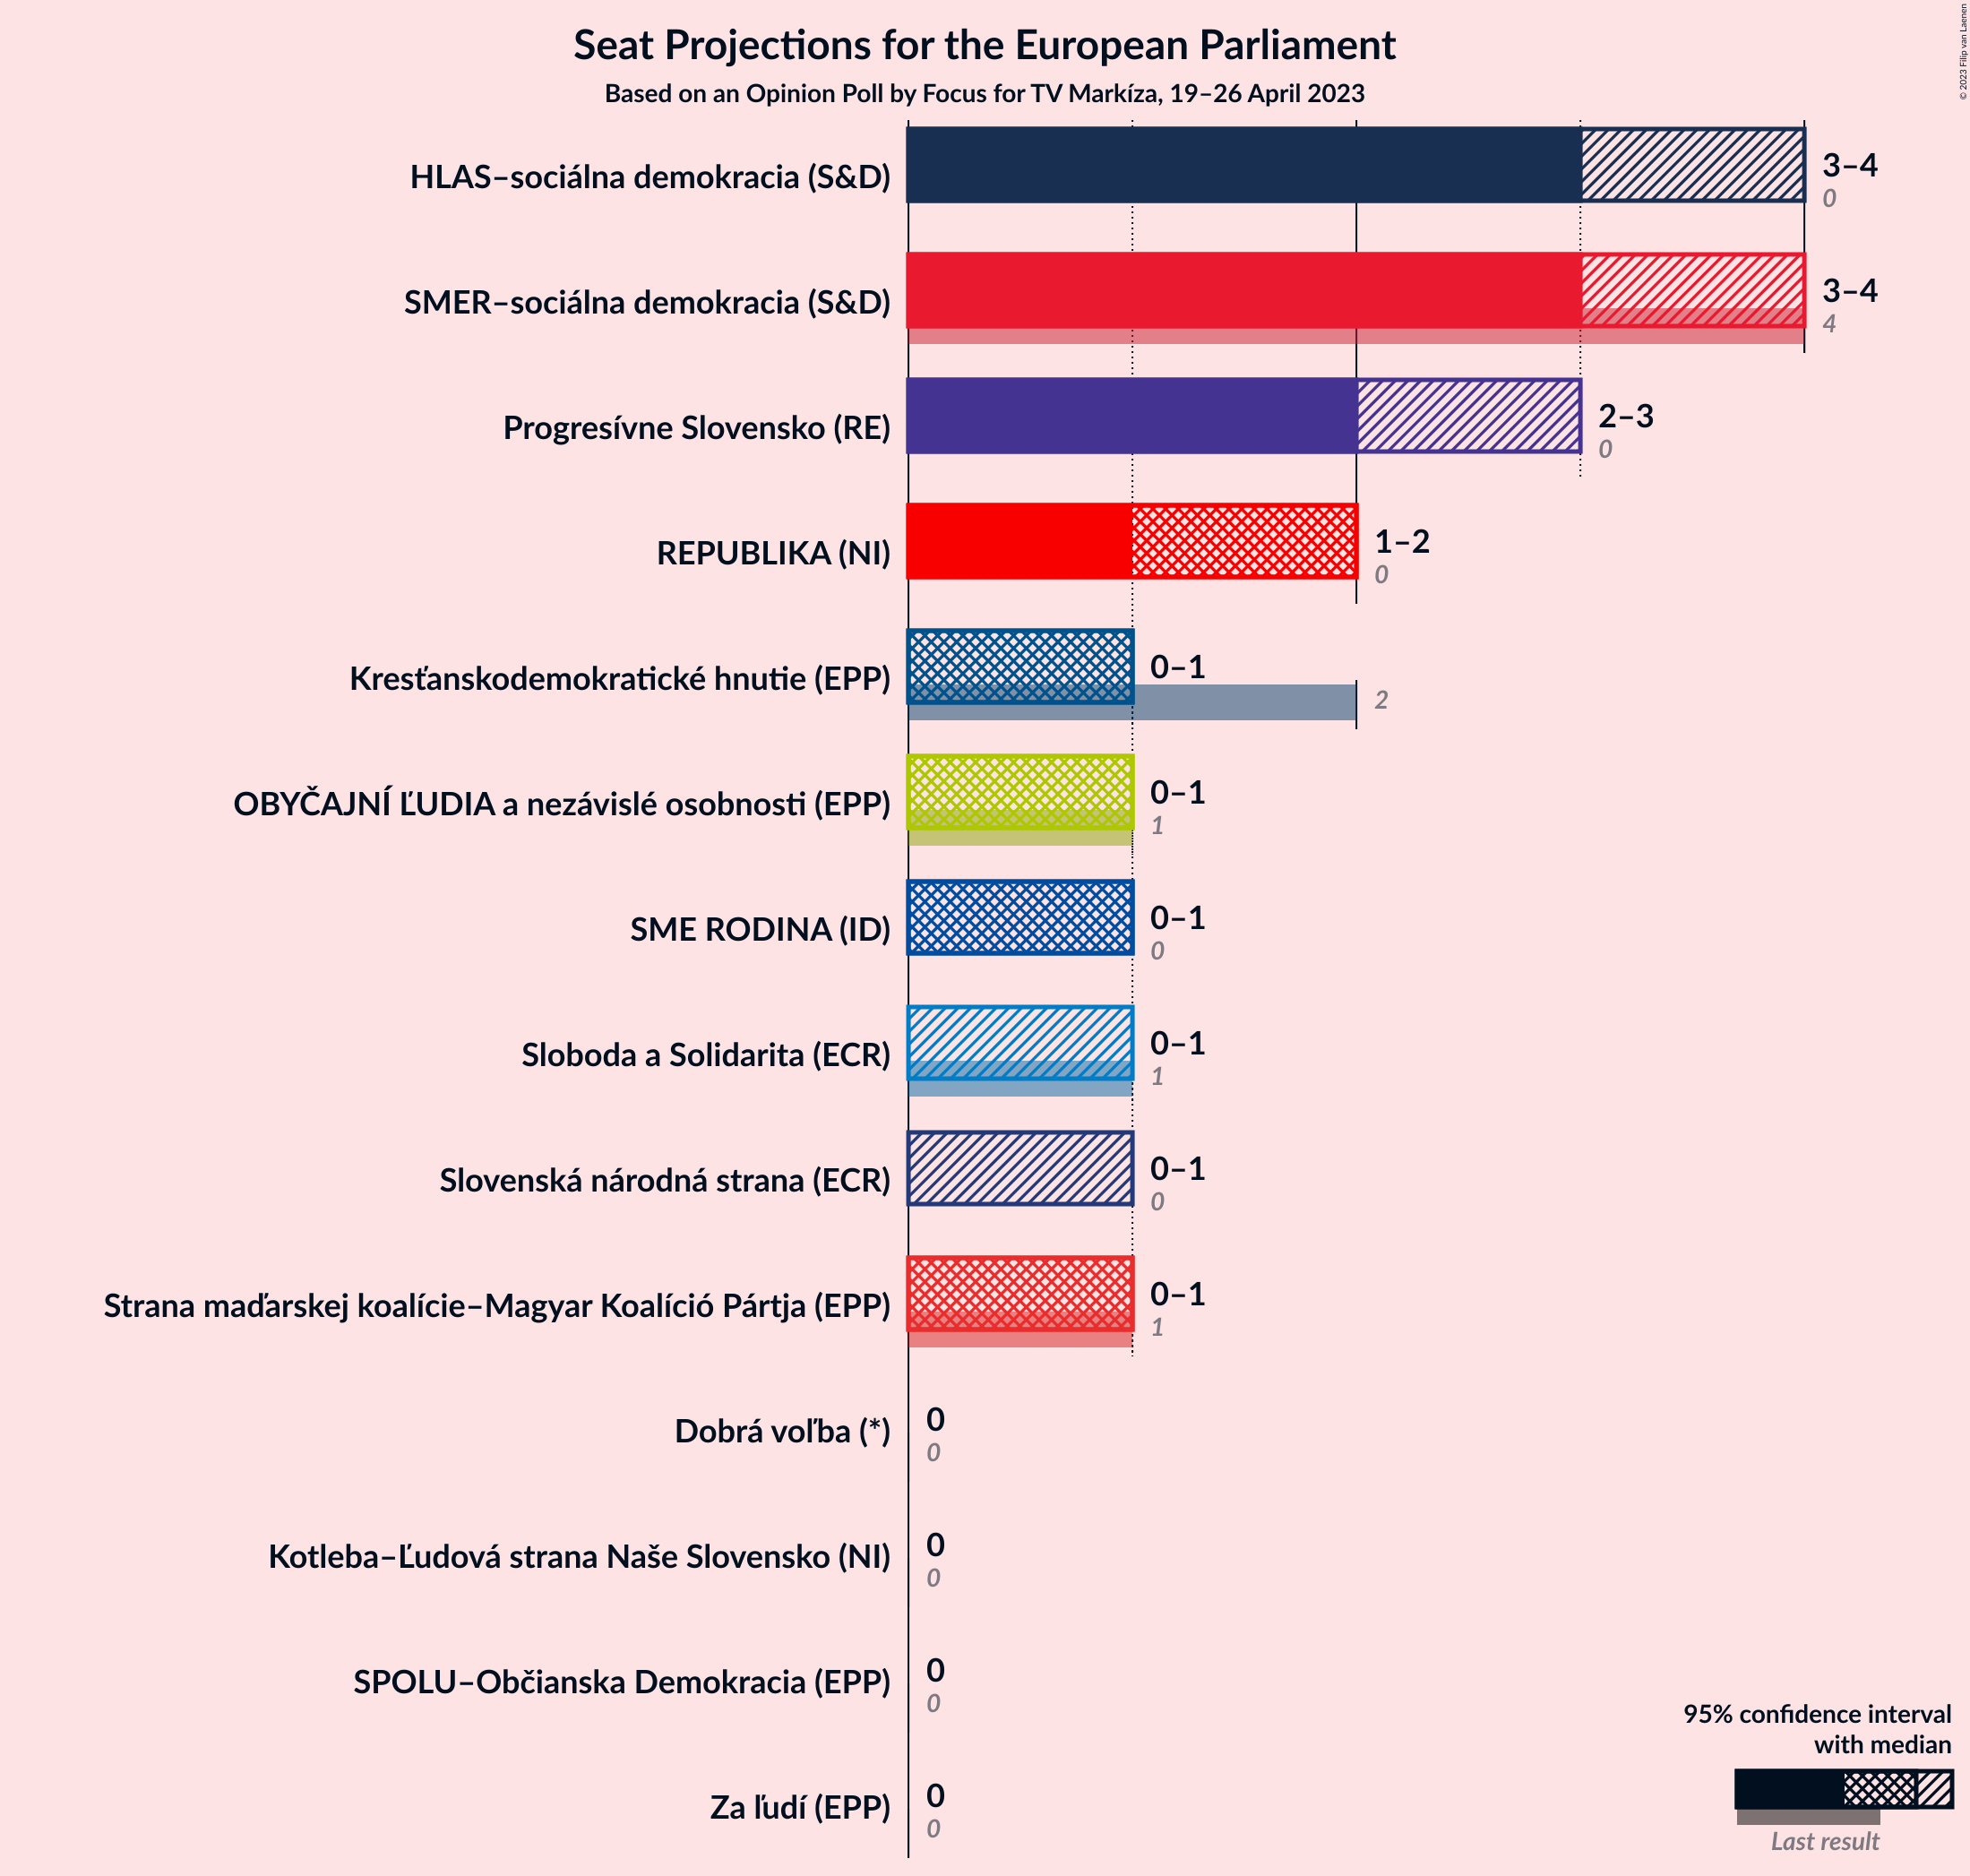 Seat Projections for the European Parliament
Based on an Opinion Poll by Focus for TV Markíza, 19–26 April 2023
© 2023 Filip van Laenen
HLAS–sociálna demokracia (S&D)
3–4
0
SMER–sociálna demokracia (S&D)
3–4
4
Progresívne Slovensko (RE)
2–3
0
REPUBLIKA (NI)
1–2
0
Kresťanskodemokratické hnutie (EPP)
0–1
2
OBYČAJNÍ ĽUDIA a nezávislé osobnosti (EPP)
0–1
1
SME RODINA (ID)
0–1
0
Sloboda a Solidarita (ECR)
0–1
1
Slovenská národná strana (ECR)
0–1
0
Strana maďarskej koalície–Magyar Koalíció Pártja (EPP)
0–1
1
Dobrá voľba (*)
0
0
Kotleba–Ľudová strana Naše Slovensko (NI)
0
0
SPOLU–Občianska Demokracia (EPP)
0
0
Za ľudí (EPP)
0
0
95% confidence interval
with median
Last result